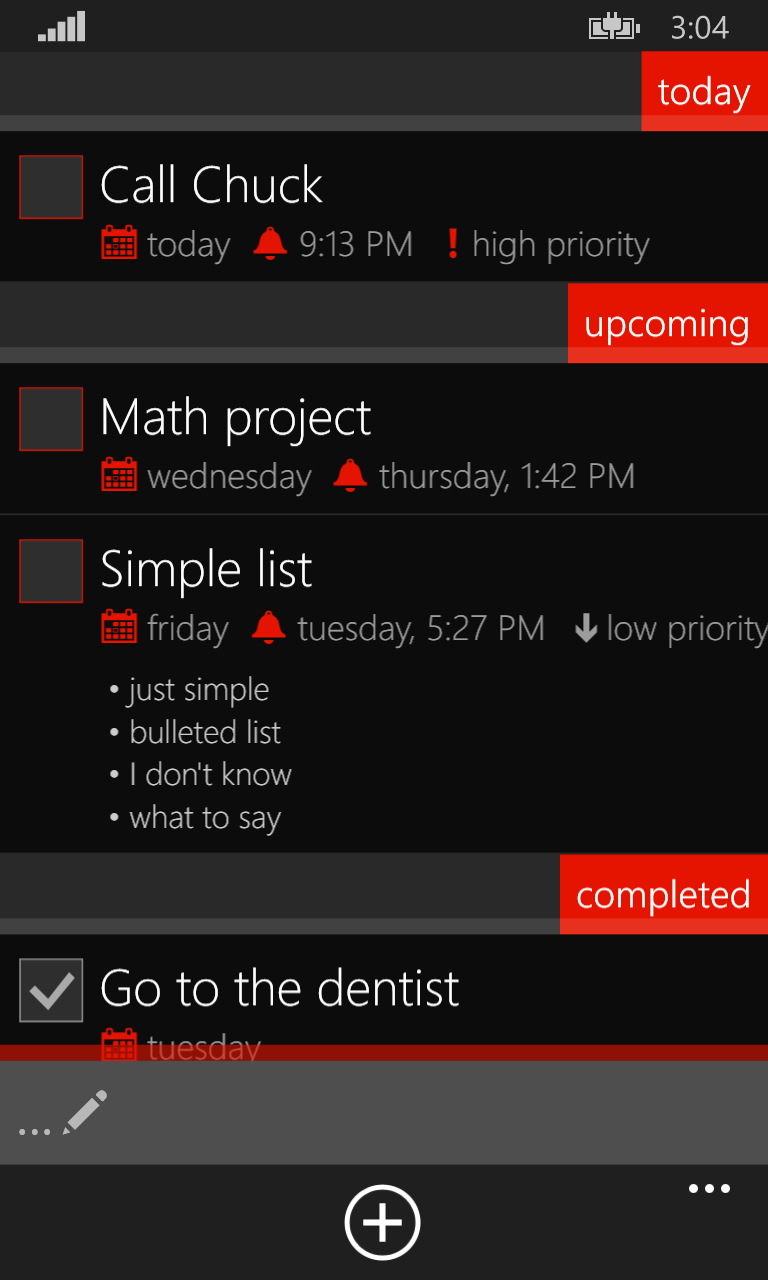 3:04
today
Call Chuck
today 9:13 PM ! high priority
upcoming
Math project
wednesday thursday, 1:42 PM
Simple list
friday tuesday, 5:27 PM low priority
• just simple
• bulleted list
• I don't know
• what to say
completed
Go to the dentist
tuesday
...